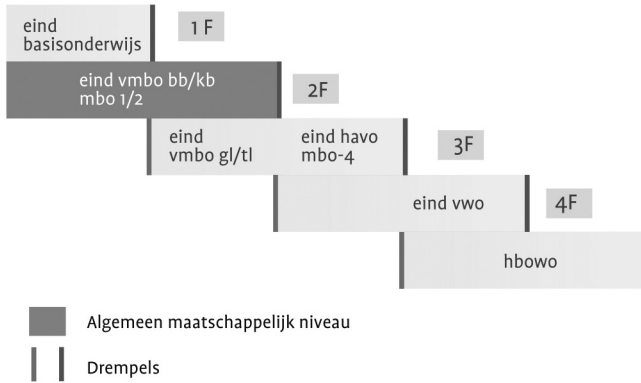 eind
basisonderwijs
1 F
eind vmbo bb/kb
mbo 1/2
2F
eind
vmbo gl/tl
eind havo
mbo-4
3F
eind vwo
4F
hbowo
Algemeen maatschappelijk niveau
Drempels